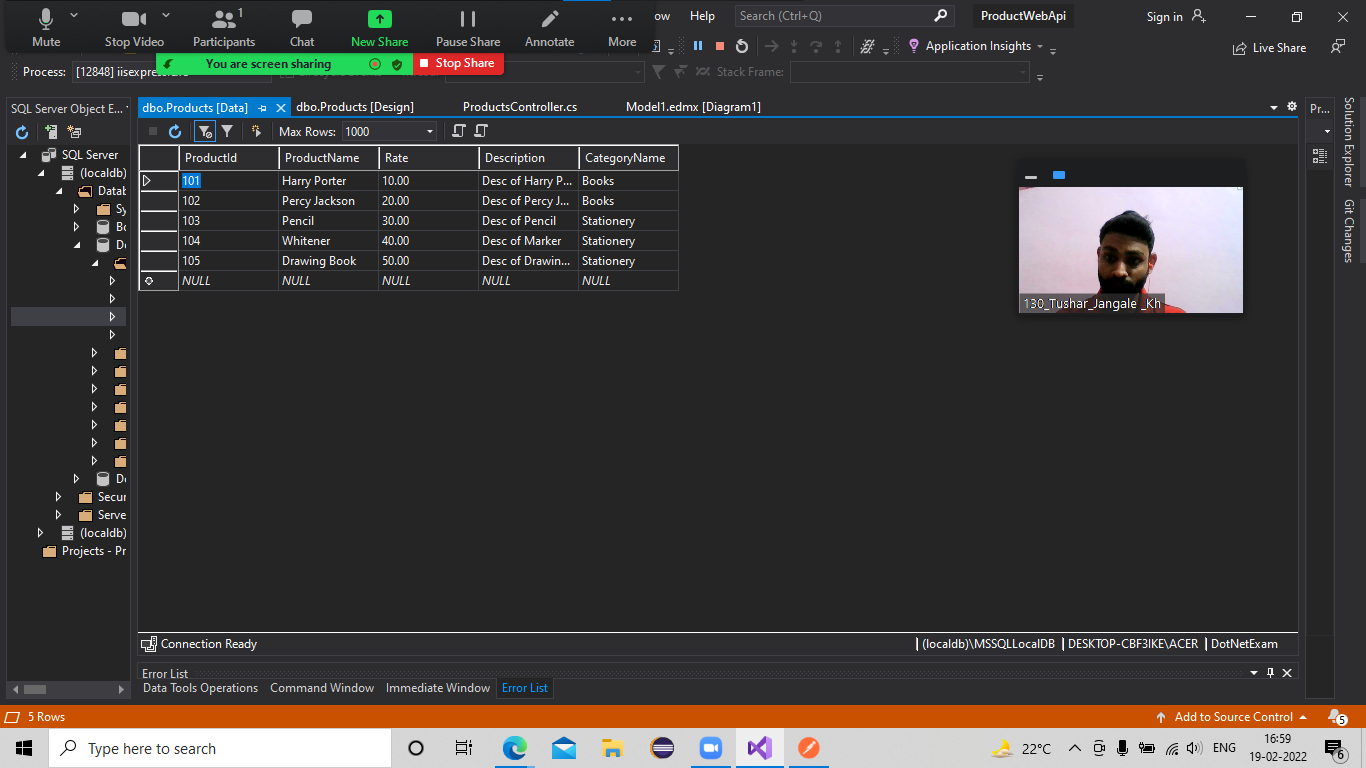 Mute
Stop Video
Participants
1
Chat
New Share
Pause Share
Annotate
More
ow
Help
Search (Ctrl+Q)
ProductWebApi
Sign in
You are screen sharing
Stop Share
Application Insights
Live Share
Process:
[12848] iisexpress.exe
Stack Frame:
SQL Server Object E...
dbo.Products [Data]
dbo.Products [Design]
ProductsController.cs
Model1.edmx [Diagram1]
Pr...
Max Rows:
1000
SQL Server
(localdb)
Datab
Sy
Secur
Serve
(localdb)
Projects - Pr
ProductId ProductName Rate Description CategoryName
101 Harry Porter 10.00 Desc of Harry P... Books
102 Percy Jackson 20.00 Desc of Percy J... Books
103 Pencil 30.00 Desc of Pencil Stationery
104 Whitener 40.00 Desc of Marker Stationery
105 Drawing Book 50.00 Desc of Drawin... Stationery
NULL NULL NULL NULL NULL
130_Tushar_Jangale _Kh
Solution Explorer
Git Changes
Connection Ready
(localdb)\MSSQLLocalDB
DESKTOP-CBF3IKE\ACER
DotNetExam
Error List
Data Tools Operations
Command Window
Immediate Window
Error List
5 Rows
Add to Source Control
5
Type here to search
22°C
ENG
16:59
19-02-2022
6